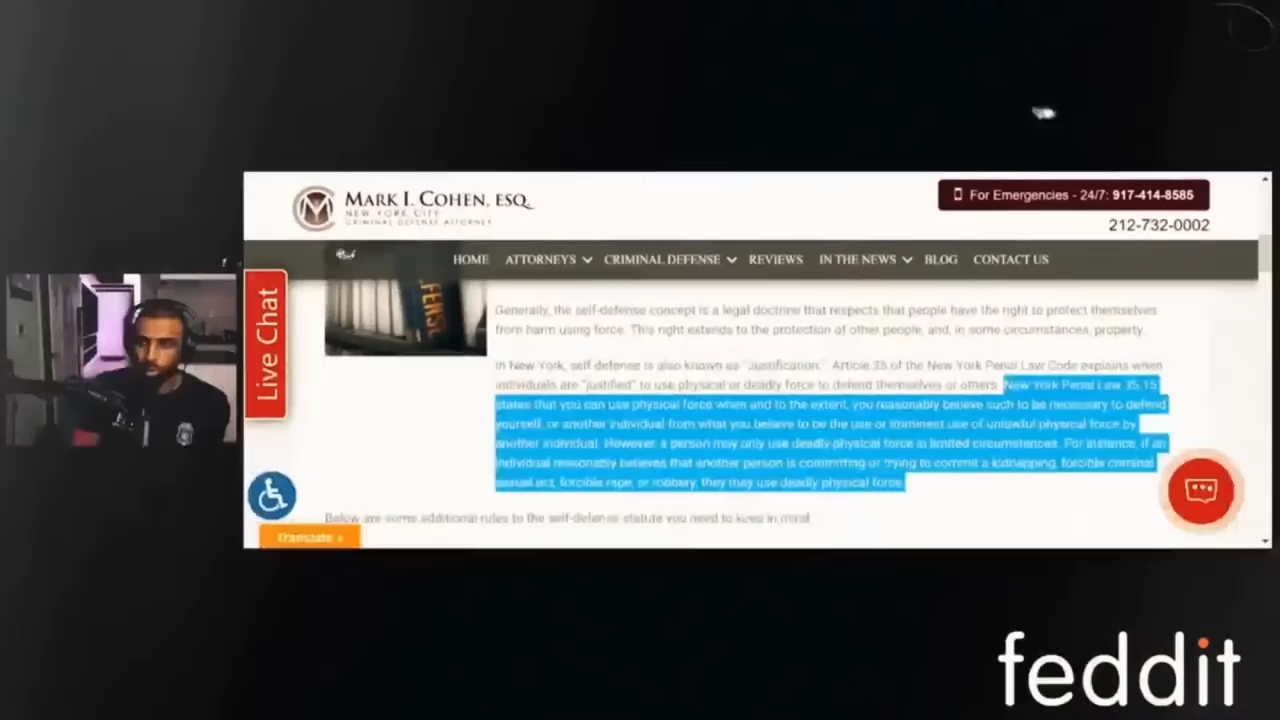 MARK I. COHEN, ESQ.
NEW YORK CITY
CRIMINAL DEFENSE ATTORNEY
For Emergencies - 24/7: 917-414-8585
212-732-0002
HOME ATTORNEYS CRIMINAL DEFENSE REVIEWS IN THE NEWS BLOG CONTACT US
Live Chat
Generally, the self-defense concept is a legal doctrine that respects that people have the right to protect themselves
from harm using force. This right extends to the protection of other people, and, in some circumstances, property.
In New York, self-defense is also known as "Justification." Article 35 of the New York Penal Law Code explains when
individuals are "justified" to use physical or deadly force to defend themselves or others. New York Penal Law 35.15
states that you can use physical force when and to the extent, you reasonably believe such to be necessary to defend
yourself, or another individual from what you believe to be the use or imminent use of unlawful physical force by
another individual. However, a person may only use deadly physical force in limited circumstances. For instance, if an
individual reasonably believes that another person is committing or trying to commit a kidnapping, forcible criminal
sexual act, forcible rape, or robbery, they may use deadly physical force.
Below are some additional rules to the self-defense statute you need to keep in mind
Translate »
feddit